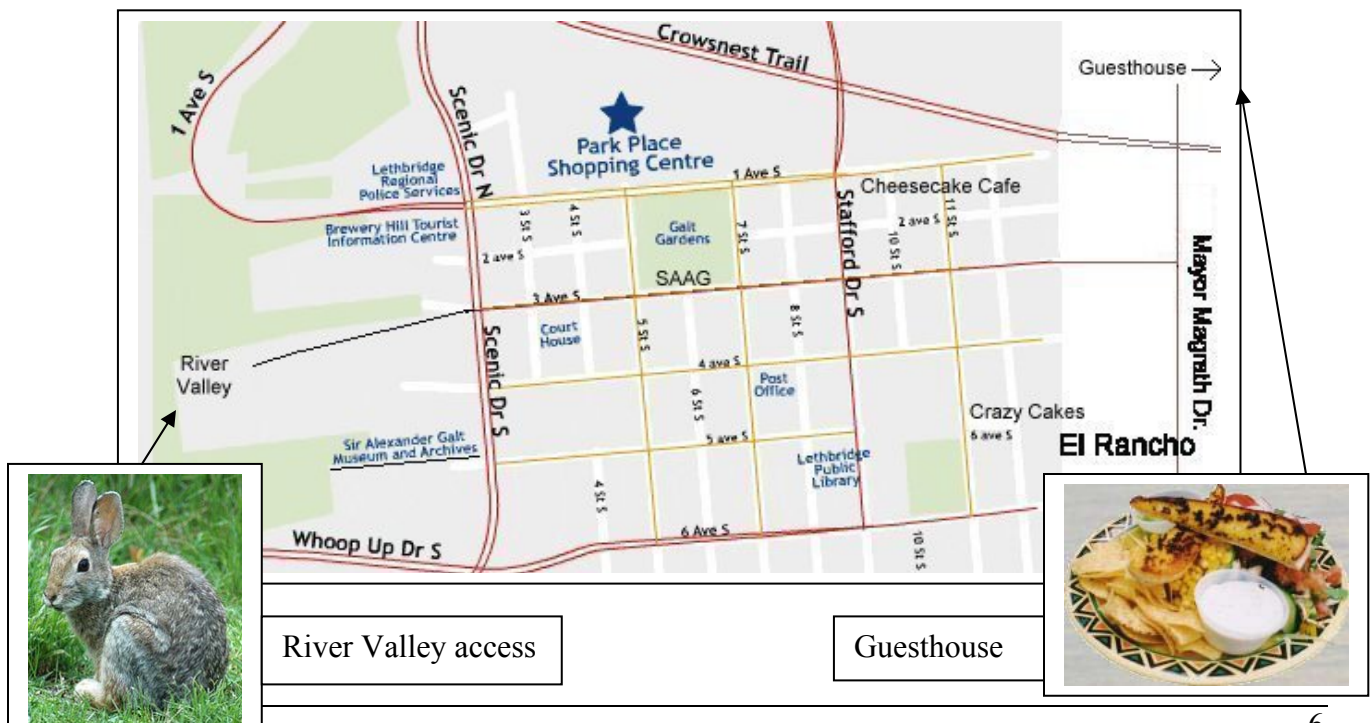 Crowsnest Trail
Guesthouse
1 Ave S
Scenic Dr N
Park Place
Shopping Centre
Lethbridge
Regional
Police Services
1 Ave S
Cheesecake Cafe
Brewery Hill Tourist
Information Centre
3 St S
4 St S
Galt
Gardens
7 St S
Stafford Dr S
10 St S
2 ave S
11 St S
2 ave S
SAAG
3 Ave S
Mayor Magrath Dr.
Court
House
5 St S
8 St S
River
Valley
Scenic Dr S
4 ave S
Post
Office
6 St S
Crazy Cakes
6 ave S
5 ave S
El Rancho
Sir Alexander Galt
Museum and Archives
Lethbridge
Public
Library
4 St S
Whoop Up Dr S
6 Ave S
10 St S
River Valley access
Guesthouse